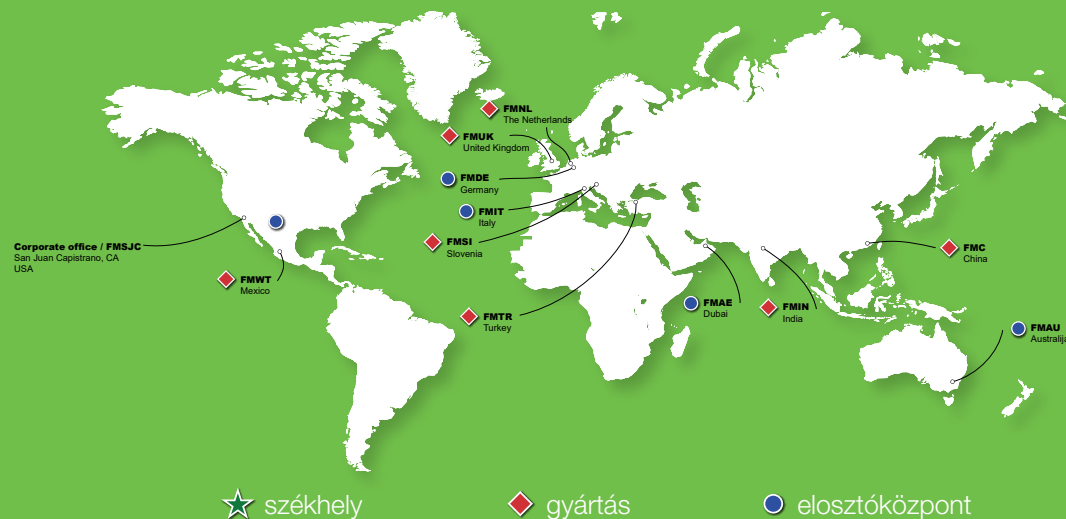 FMNL
The Netherlands
FMUK
United Kingdom
FMDE
Germany
FMIT
Italy
FMSI
Slovenia
Corporate office / FMSJC
San Juan Capistrano, CA
USA
FMWT
Mexico
FMTR
Turkey
FMAE
Dubai
FMIN
India
FMC
China
FMAU
Australija
székhely
gyártás
elosztóközpont